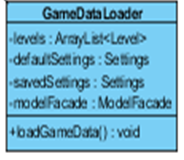 GameDataLoader
-levels : ArrayList<Level>
-defaultSettings : Settings
-savedSettings : Settings
-modelFacade : ModelFacade
+loadGameData() : void